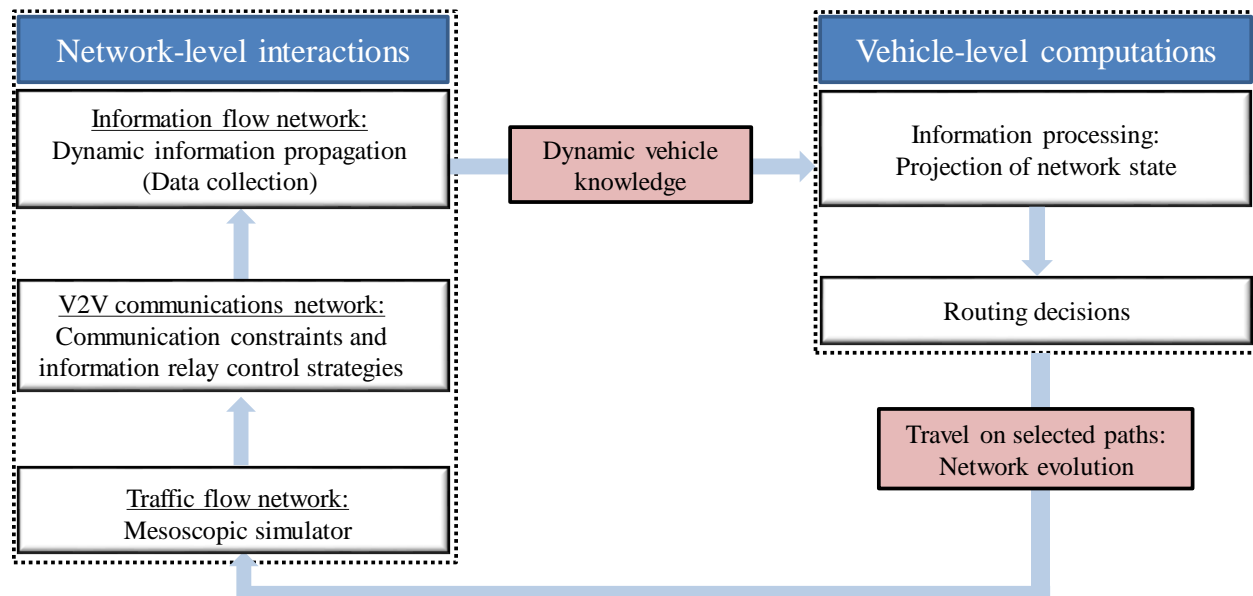 Network-level interactions
Information flow network:
Dynamic information propagation
(Data collection)
V2V communications network:
Communication constraints and
information relay control strategies
Traffic flow network:
Mesoscopic simulator
Dynamic vehicle
knowledge
Vehicle-level computations
Information processing:
Projection of network state
Routing decisions
Travel on selected paths:
Network evolution